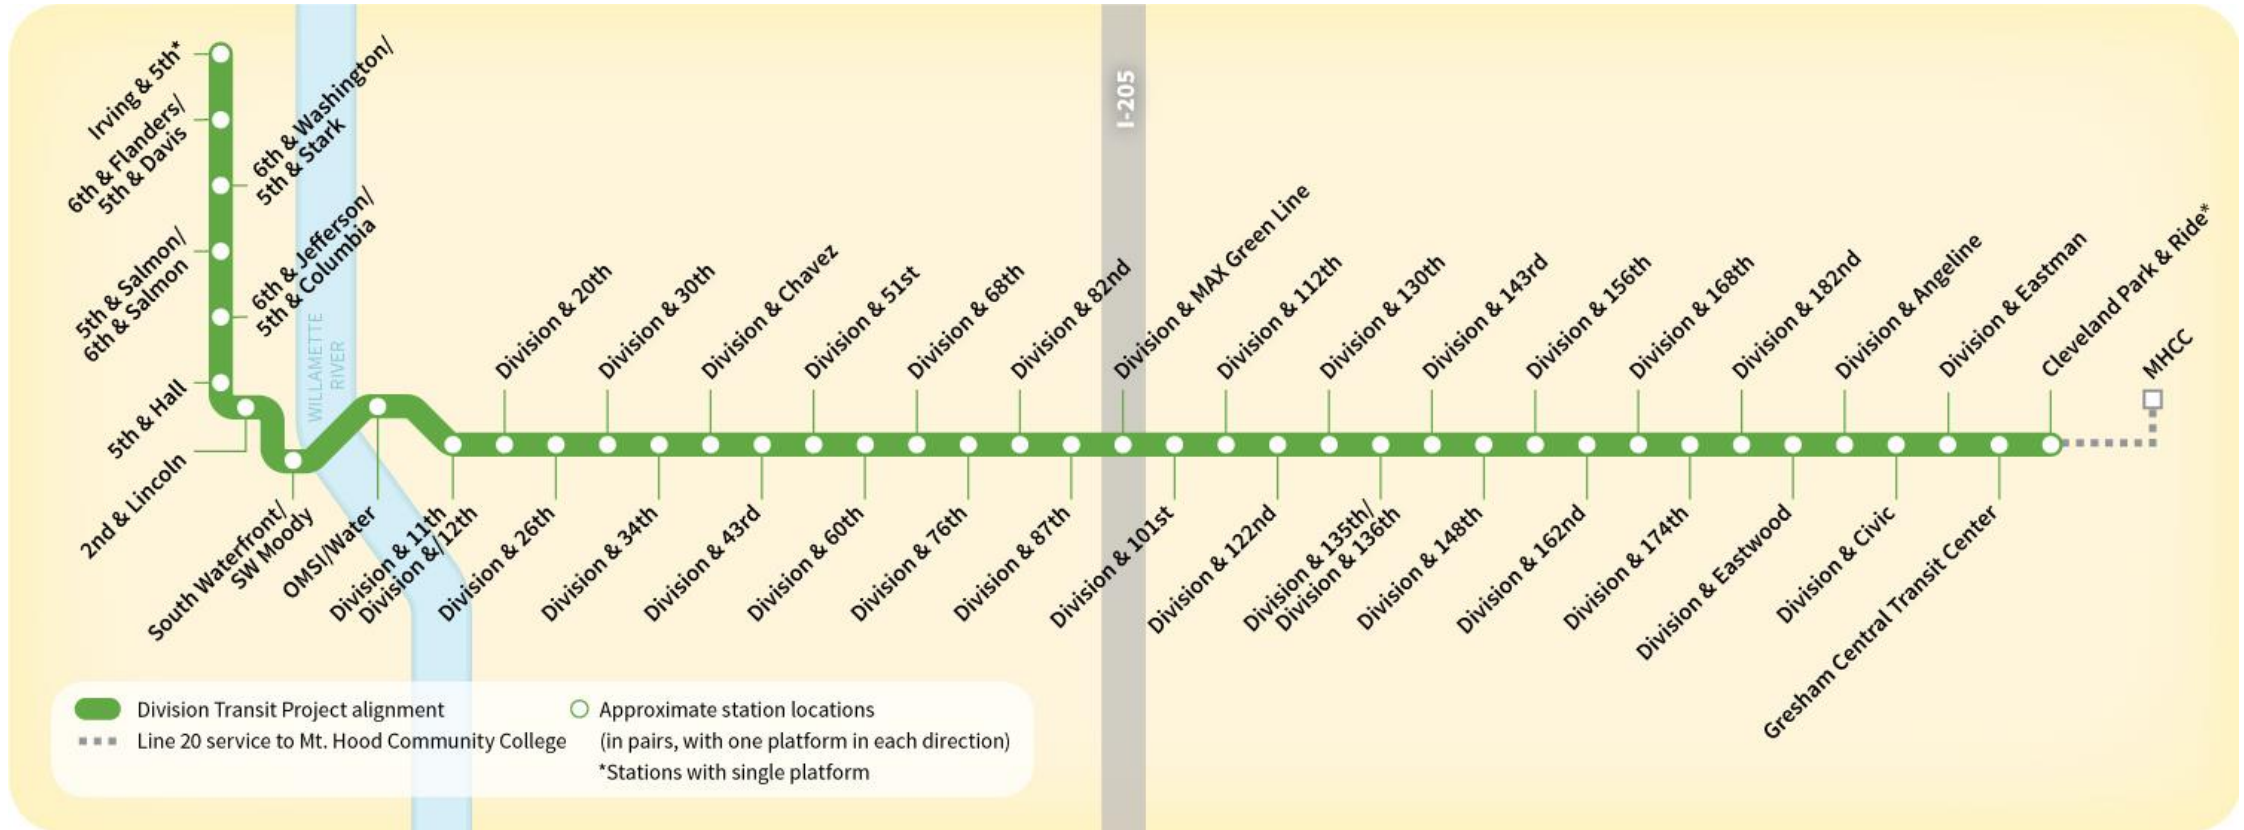 Irving & 5th*
6th & Flanders/
5th & Davis
6th & Washington/
5th & Stark
5th & Salmon/
6th & Salmon
6th & Jefferson/
5th & Columbia
5th & Hall
2nd & Lincoln
South Waterfront/
SW Moody
WILLAMETTE
RIVER
OMSI/Water
Division & 11th
Division &/12th
Division & 20th
Division & 26th
Division & 30th
Division & 34th
Division & Chavez
Division & 43rd
Division & 51st
Division & 60th
Division & 68th
Division & 76th
Division & 82nd
Division & 87th
I-205
Division & MAX Green Line
Division & 101st
Division & 112th
Division & 122nd
Division & 130th
Division & 135th/
Division & 136th
Division & 143rd
Division & 148th
Division & 156th
Division & 162nd
Division & 168th
Division & 174th
Division & 182nd
Division & Eastwood
Division & Angeline
Division & Civic
Division & Eastman
Gresham Central Transit Center
Cleveland Park & Ride*
MHCC
Division Transit Project alignment
Line 20 service to Mt. Hood Community College
Approximate station locations
(in pairs, with one platform in each direction)
*Stations with single platform